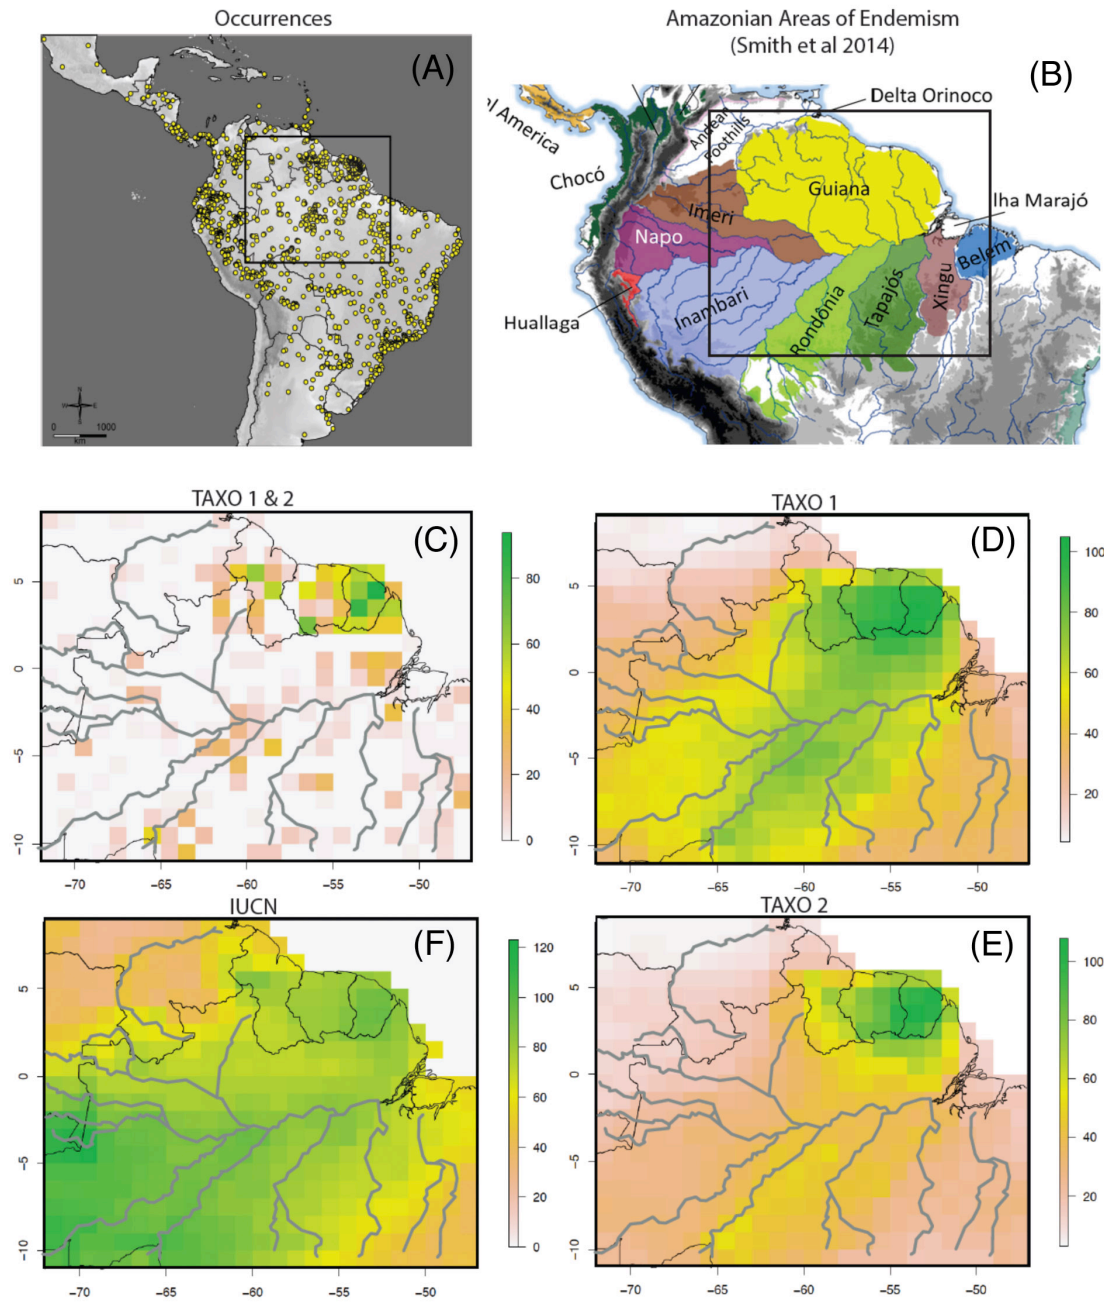 Occurrences
(A)
N
W
E
S
0
1000
km
Amazonian Areas of Endemism
(Smith et al 2014)
(B)
Delta Orinoco
al America
Andean
Foothills
Chocó
Guiana
Ilha Marajó
Imeri
Napo
Belem
Xingu
Tapajós
Rondônia
Inambari
Huallaga
TAXO 1 & 2
(C)
5
0
−5
−10
−70
−65
−60
−55
−50
80
60
40
20
0
TAXO 1
(D)
5
0
−5
−10
−70
−65
−60
−55
−50
100
80
60
40
20
IUCN
(F)
5
0
−5
−10
−70
−65
−60
−55
−50
120
100
80
60
40
20
0
TAXO 2
(E)
5
0
−5
−10
−70
−65
−60
−55
−50
100
80
60
40
20